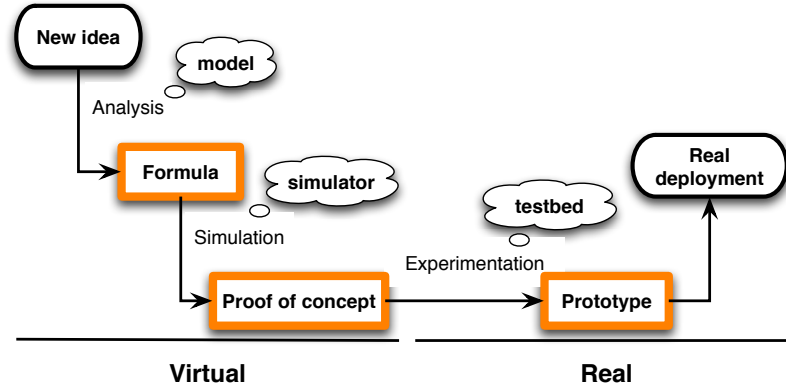 New idea
model
Analysis
Formula
simulator
Simulation
Real
deployment
testbed
Experimentation
Proof of concept
Prototype
Virtual
Real